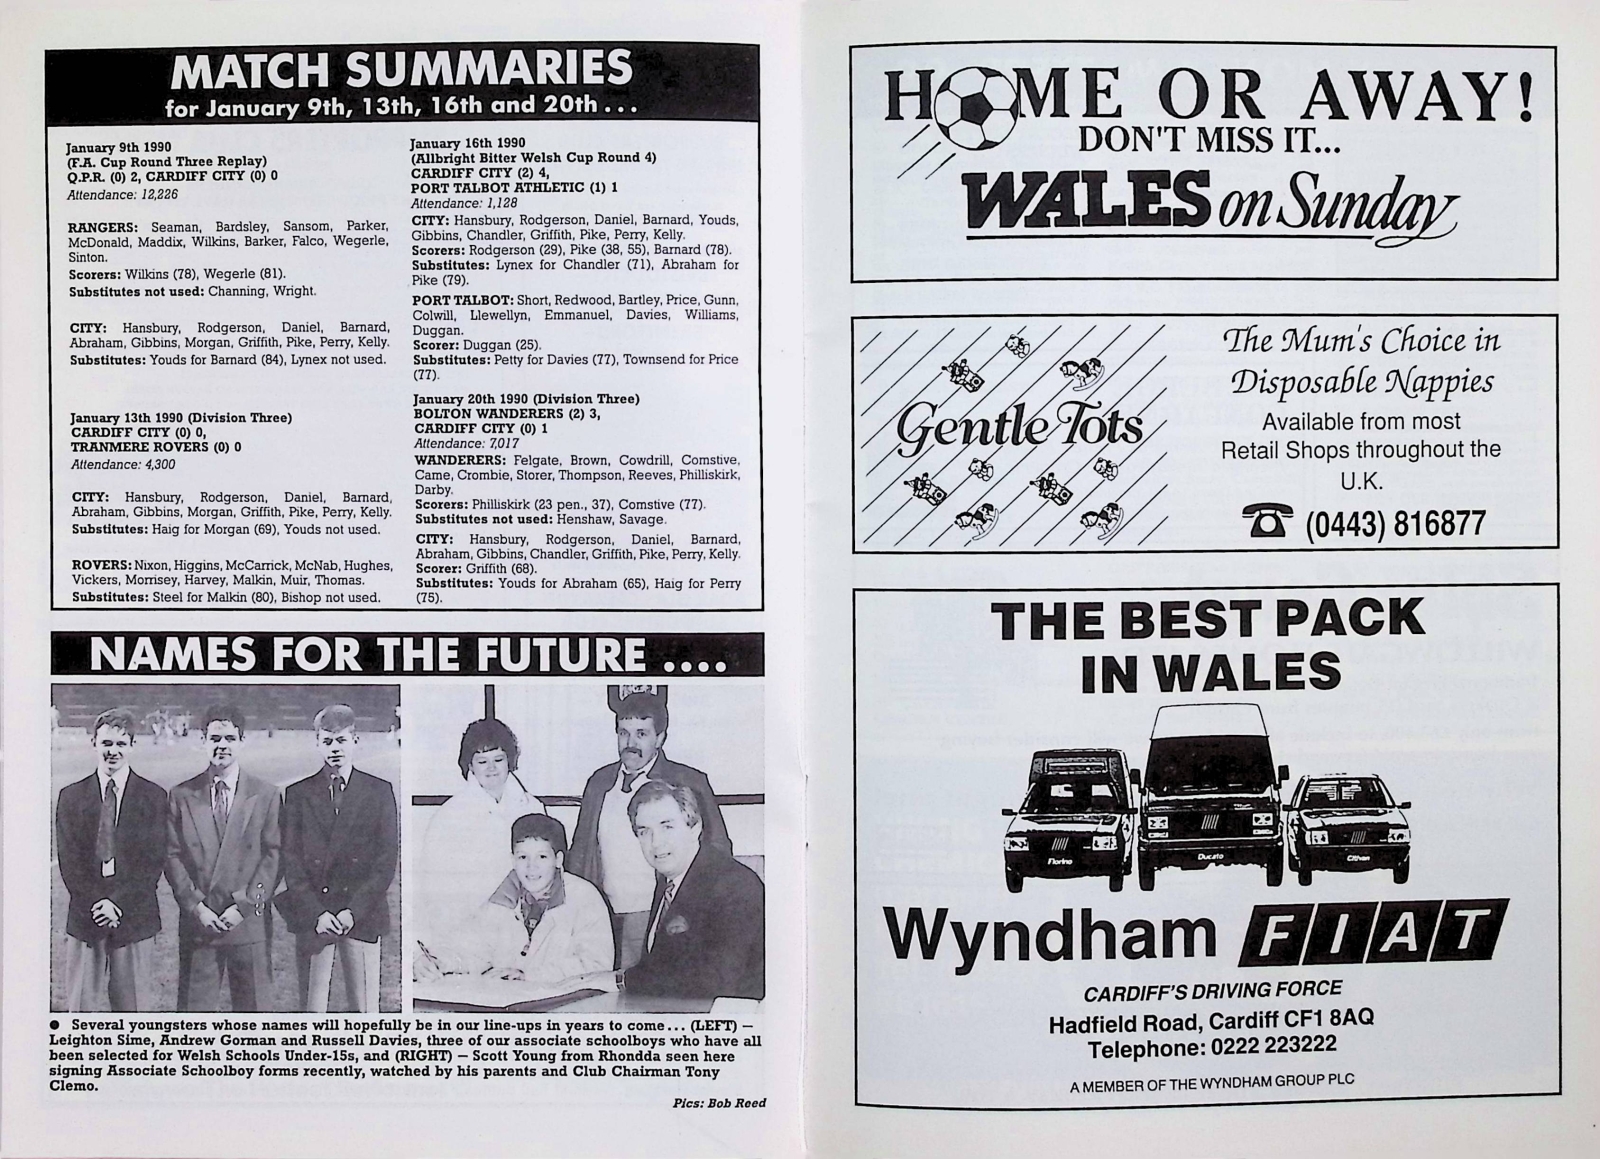 MATCH SUMMARIES
for January 9th, 13th, 16th and 20th ...
January 9th 1990
(F.A. Cup Round Three Replay)
Q.P.R. (0) 2, CARDIFF CITY (0) 0
Attendance: 12,226
RANGERS: Seaman, Bardsley, Sansom, Parker,
McDonald, Maddix, Wilkins, Barker, Falco, Wegerle,
Sinton.
Scorers: Wilkins (78), Wegerle (81).
Substitutes not used: Channing, Wright.
CITY: Hansbury, Rodgerson, Daniel, Barnard,
Abraham, Gibbins, Morgan, Griffith, Pike, Perry, Kelly.
Substitutes: Youds for Barnard (84), Lynex not used.
January 13th 1990 (Division Three)
CARDIFF CITY (0) 0,
TRANMERE ROVERS (0) 0
Attendance: 4,300
CITY: Hansbury, Rodgerson, Daniel, Barnard,
Abraham, Gibbins, Morgan, Griffith, Pike, Perry, Kelly.
Substitutes: Haig for Morgan (69), Youds not used.
ROVERS: Nixon, Higgins, McCarrick, McNab, Hughes,
Vickers, Morrisey, Harvey, Malkin, Muir, Thomas.
Substitutes: Steel for Malkin (80), Bishop not used.
January 16th 1990
(Allbright Bitter Welsh Cup Round 4)
CARDIFF CITY (2) 4,
PORT TALBOT ATHLETIC (1) 1
Attendance: 1,128
CITY: Hansbury, Rodgerson, Daniel, Barnard, Youds,
Gibbins, Chandler, Griffith, Pike, Perry, Kelly.
Scorers: Rodgerson (29), Pike (38, 55), Barnard (78).
Substitutes: Lynex for Chandler (71), Abraham for
Pike (79).
PORT TALBOT: Short, Redwood, Bartley, Price, Gunn,
Colwill, Llewellyn, Emmanuel, Davies, Williams,
Duggan.
Scorer: Duggan (25).
Substitutes: Petty for Davies (77), Townsend for Price
(77).
January 20th 1990 (Division Three)
BOLTON WANDERERS (2) 3,
CARDIFF CITY (0) 1
Attendance: 7,017
WANDERERS: Felgate, Brown, Cowdrill, Comstive,
Came, Crombie, Storer, Thompson, Reeves, Philliskirk,
Darby.
Scorers: Philliskirk (23 pen., 37), Comstive (77).
Substitutes not used: Henshaw, Savage.
CITY: Hansbury, Rodgerson, Daniel, Barnard,
Abraham, Gibbins, Chandler, Griffith, Pike, Perry, Kelly.
Scorer: Griffith (68).
Substitutes: Youds for Abraham (65), Haig for Perry
(75).
NAMES FOR THE FUTURE ....
● Several youngsters whose names will hopefully be in our line-ups in years to come... (LEFT) —
Leighton Sime, Andrew Gorman and Russell Davies, three of our associate schoolboys who have all
been selected for Welsh Schools Under-15s, and (RIGHT) — Scott Young from Rhondda seen here
signing Associate Schoolboy forms recently, watched by his parents and Club Chairman Tony
Clemo.
Pics: Bob Reed
HOME OR AWAY!
DON'T MISS IT...
WALES on Sunday
Gentle Tots
The Mum's Choice in
Disposable Nappies
Available from most
Retail Shops throughout the
U.K.
☎ (0443) 816877
THE BEST PACK
IN WALES
Fiorino
Ducato
Citivan
Wyndham FIAT
CARDIFF'S DRIVING FORCE
Hadfield Road, Cardiff CF1 8AQ
Telephone: 0222 223222
A MEMBER OF THE WYNDHAM GROUP PLC